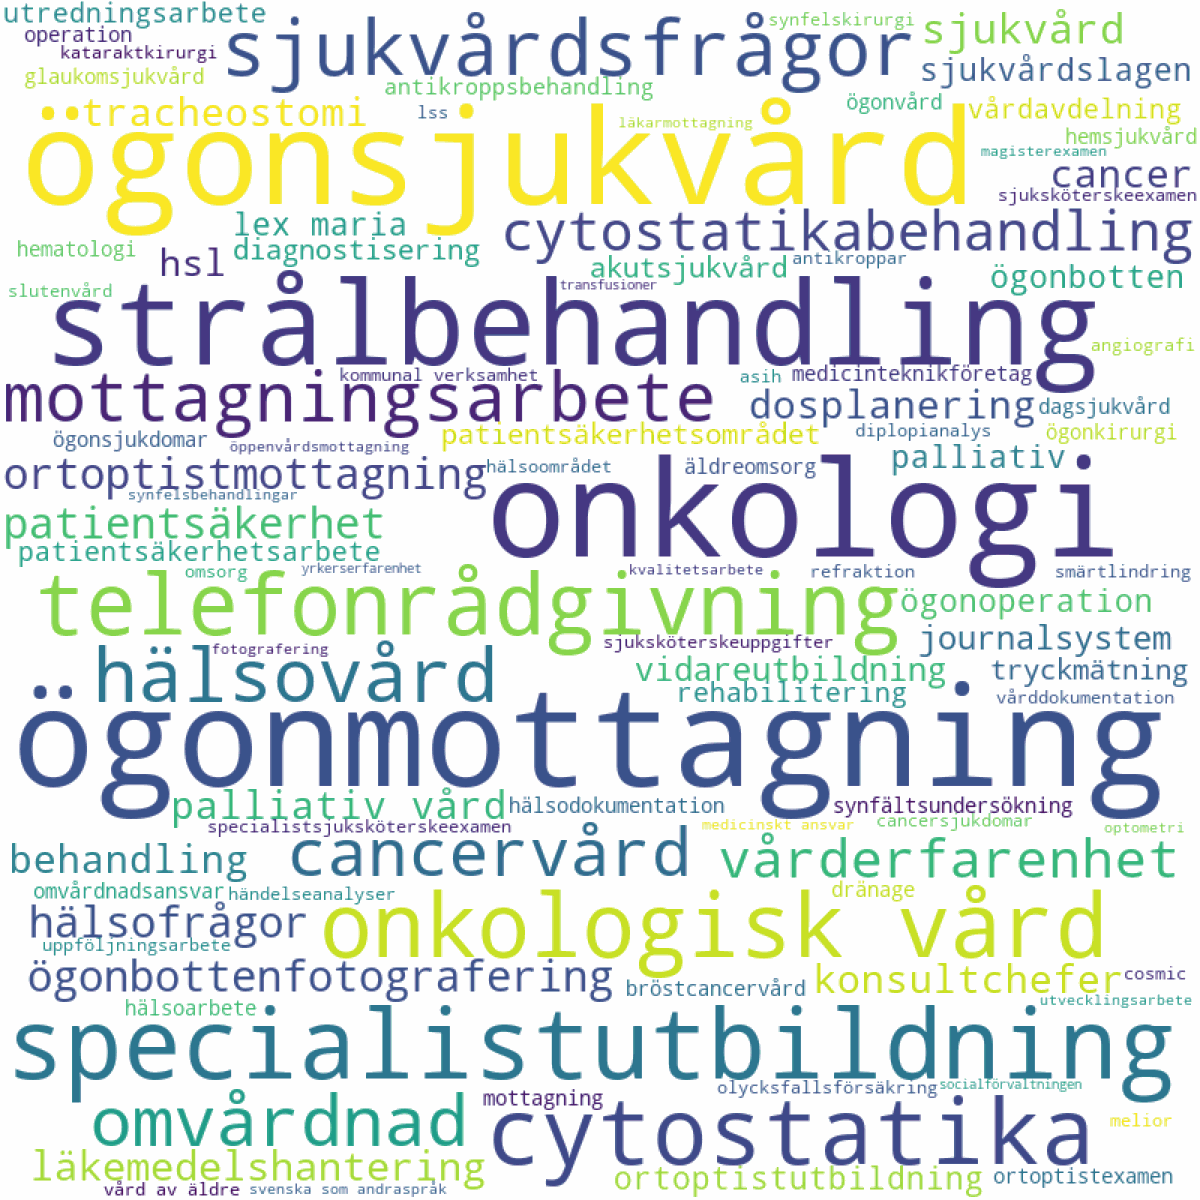 utredningsarbete
operation
kataraktkirurgi
glaukomsjukvård
sjukvårdsfrågor
synfelskirurgi
sjukvård
sjukvårdslagen
antikroppsbehandling
ögonvård
vårdavdelning
tracheostomi
lss
läkarmottagning
hemsjukvård
ögonsjukvård
magisterexamen
cancer
sjuksköterskeexamen
lex maria
cytostatikabehandling
hematologi
hsl
diagnostisering
akutsjukvård
antikroppar
ögonbotten
slutenvård
transfusioner
strålbehandling
angiografi
mottagningsarbete
kommunal verksamhet
asih
medicinteknikföretag
dosplanering
dagsjukvård
ögonsjukdomar
öppenvårdsmottagning
patientsäkerhetsområdet
diplopianalys
ögonkirurgi
ortoptistmottagning
hälsoområdet
äldreomsorg
palliativ
synfelsbehandlingar
onkologi
patientsäkerhet
patientsäkerhetsarbete
omsorg
yrkerserfarenhet
kvalitetsarbete
refraktion
smärtlindring
telefonrådgivning
ögonoperation
fotografering
sjuksköterskeuppgifter
journalsystem
hälsovård
vidareutbildning
tryckmätning
rehabilitering
vårddokumentation
ögonmottagning
palliativ vård
hälsodokumentation
synfältsundersökning
specialistsjuksköterskeexamen
medicinskt ansvar
cancersjukdomar
optometri
behandling
cancervård
vårderfarenhet
omvårdnadsansvar
händelseanalyser
dränage
hälsofrågor
onkologisk vård
uppföljningsarbete
ögonbottenfotografering
bröstcancervård
konsultchefer
cosmic
hälsoarbete
utvecklingsarbete
specialistutbildning
olycksfallsförsäkring
socialförvaltningen
omvårdnad
mottagning
cytostatika
melior
läkemedelshantering
ortoptistutbildning
ortoptistexamen
vård av äldre
svenska som andraspråk